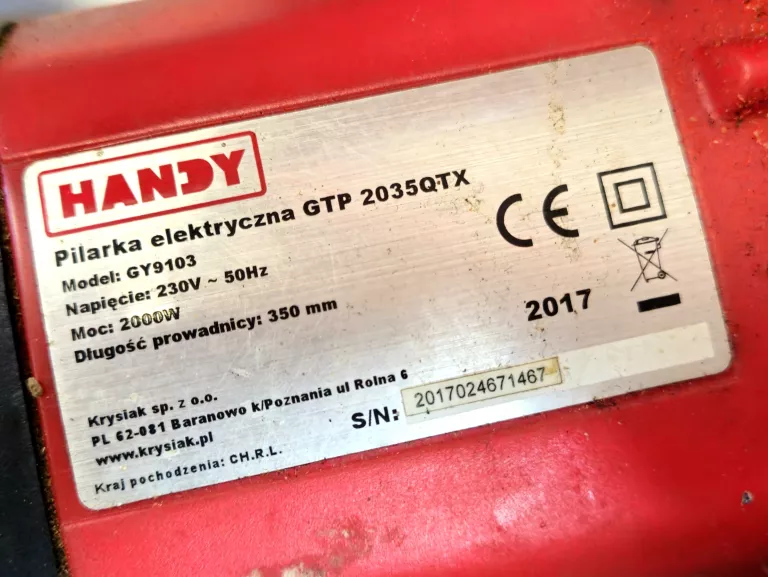 HANDY
Pilarka elektryczna GTP 2035QTX
Model: GY9103
Napięcie: 230V ~ 50Hz
Moc: 2000W
Długość prowadnicy: 350 mm
CE
2017
Krysiak sp. z o.o.
PL 62-081 Baranowo k/Poznania ul Rolna 6
www.krysiak.pl
S/N: 2017024671467
Kraj pochodzenia: CH.R.L.